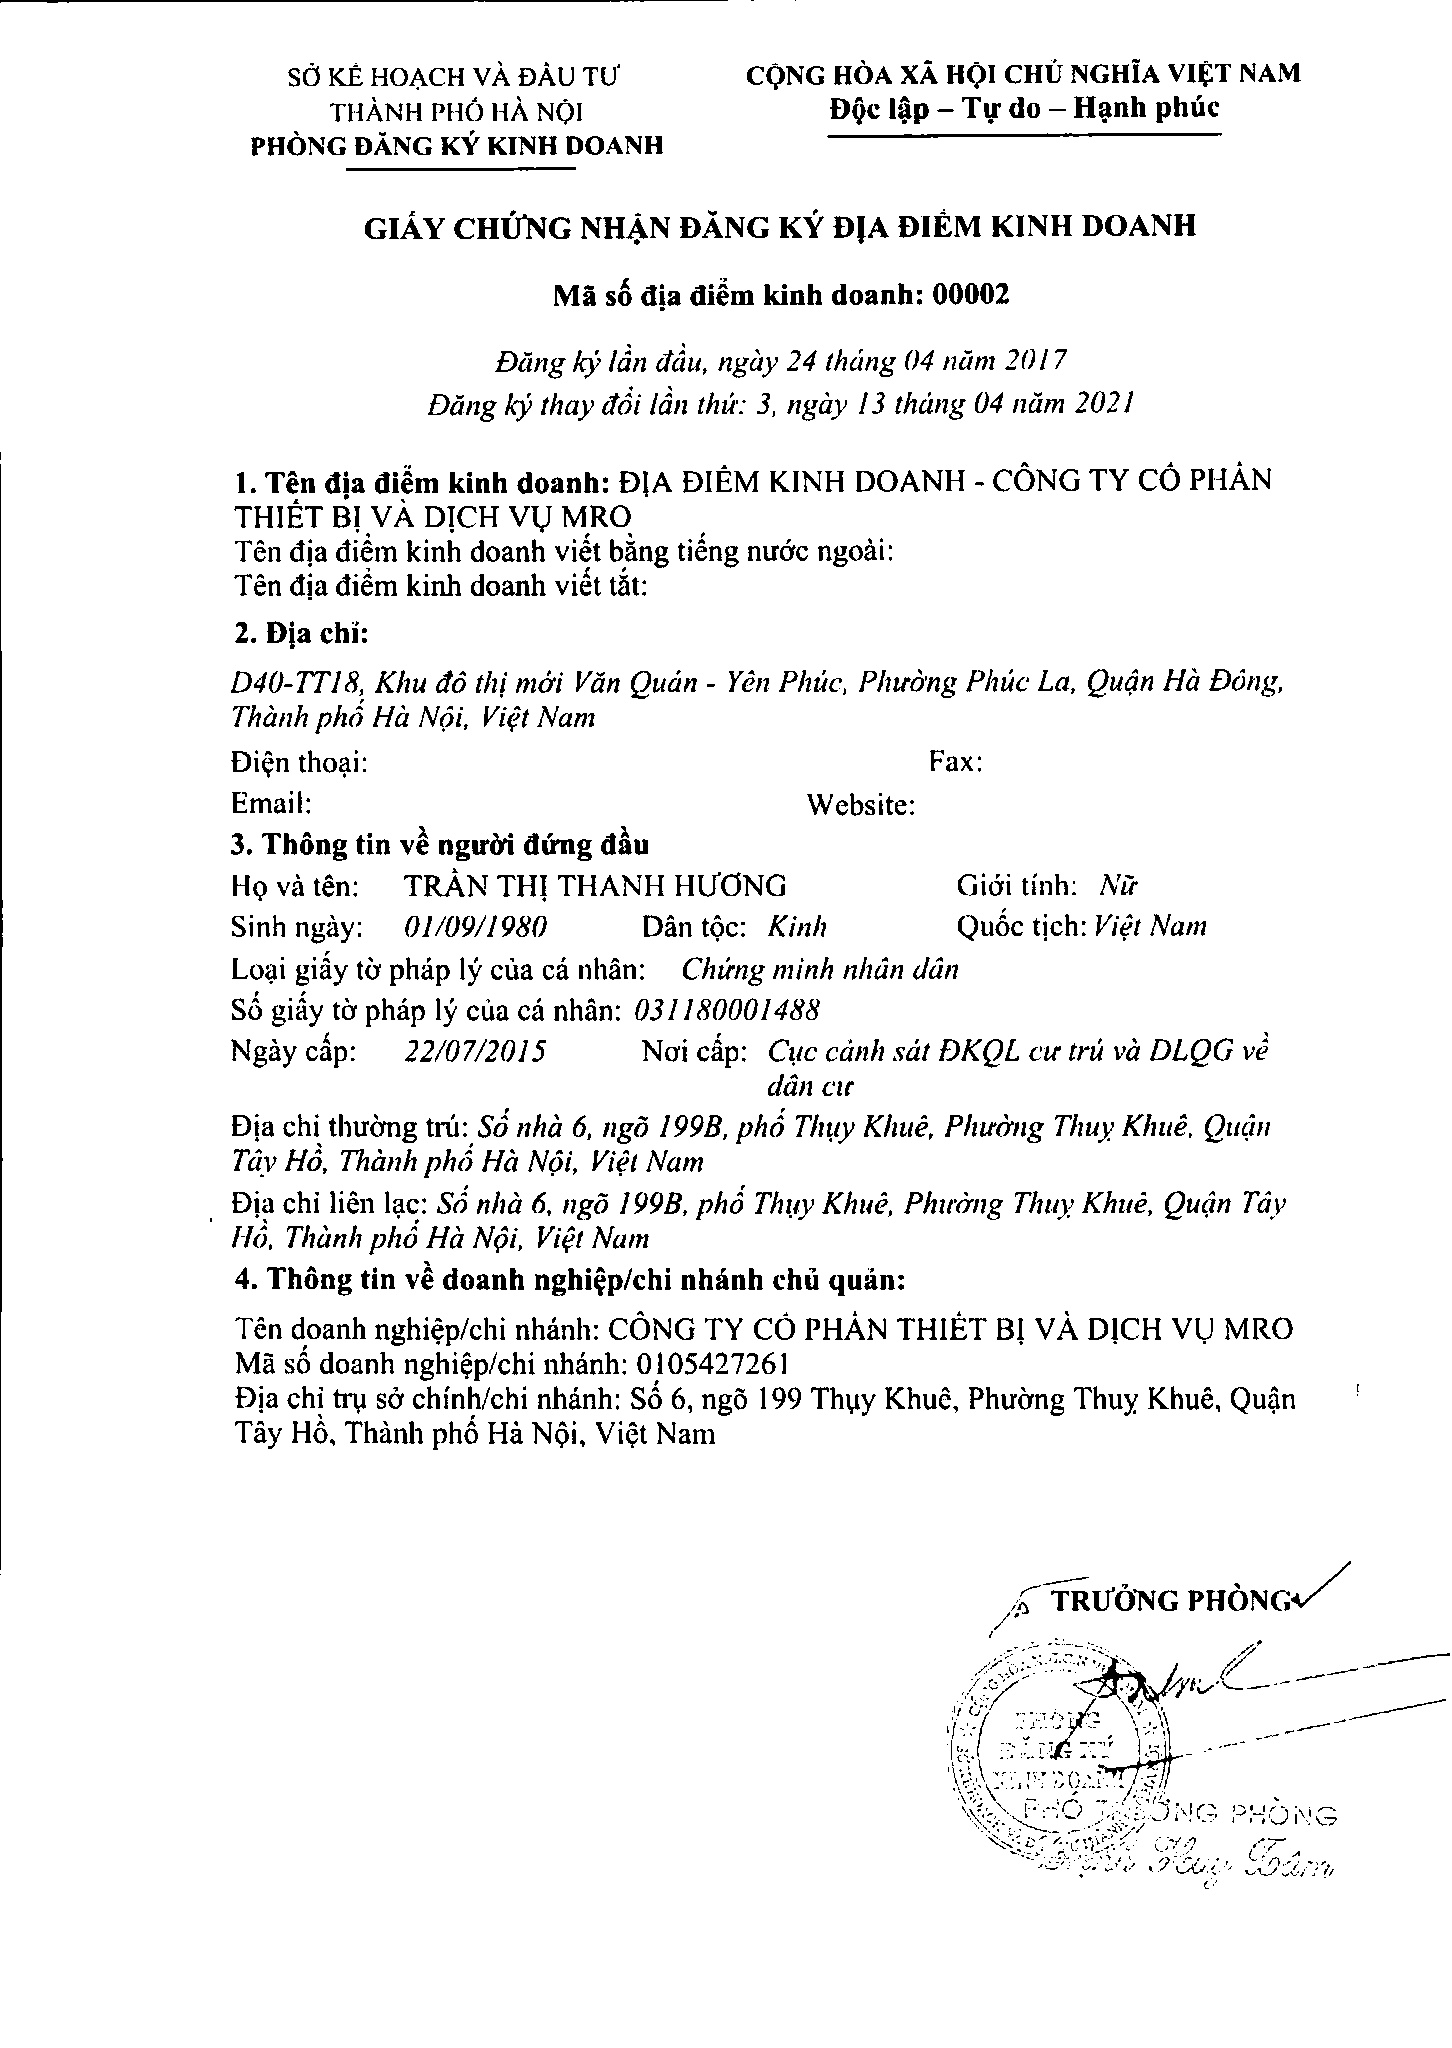 SỞ KẾ HOẠCH VÀ ĐẦU TƯ
THÀNH PHỐ HÀ NỘI
PHÒNG ĐĂNG KÝ KINH DOANH
CỘNG HÒA XÃ HỘI CHỦ NGHĨA VIỆT NAM
Độc lập – Tự do – Hạnh phúc
GIẤY CHỨNG NHẬN ĐĂNG KÝ ĐỊA ĐIỂM KINH DOANH
Mã số địa điểm kinh doanh: 00002
Đăng ký lần đầu, ngày 24 tháng 04 năm 2017
Đăng ký thay đổi lần thứ: 3, ngày 13 tháng 04 năm 2021
1. Tên địa điểm kinh doanh: ĐỊA ĐIỂM KINH DOANH - CÔNG TY CỔ PHẦN
THIẾT BỊ VÀ DỊCH VỤ MRO
Tên địa điểm kinh doanh viết bằng tiếng nước ngoài:
Tên địa điểm kinh doanh viết tắt:
2. Địa chỉ:
D40-TT18, Khu đô thị mới Văn Quán - Yên Phúc, Phường Phúc La, Quận Hà Đông,
Thành phố Hà Nội, Việt Nam
Điện thoại: Fax:
Email: Website:
3. Thông tin về người đứng đầu
Họ và tên: TRẦN THỊ THANH HƯƠNG Giới tính: Nữ
Sinh ngày: 01/09/1980 Dân tộc: Kinh Quốc tịch: Việt Nam
Loại giấy tờ pháp lý của cá nhân: Chứng minh nhân dân
Số giấy tờ pháp lý của cá nhân: 031180001488
Ngày cấp: 22/07/2015 Nơi cấp: Cục cảnh sát ĐKQL cư trú và DLQG về
dân cư
Địa chỉ thường trú: Số nhà 6, ngõ 199B, phố Thụy Khuê, Phường Thuỵ Khuê, Quận
Tây Hồ, Thành phố Hà Nội, Việt Nam
Địa chỉ liên lạc: Số nhà 6, ngõ 199B, phố Thụy Khuê, Phường Thuỵ Khuê, Quận Tây
Hồ, Thành phố Hà Nội, Việt Nam
4. Thông tin về doanh nghiệp/chi nhánh chủ quản:
Tên doanh nghiệp/chi nhánh: CÔNG TY CỔ PHẦN THIẾT BỊ VÀ DỊCH VỤ MRO
Mã số doanh nghiệp/chi nhánh: 0105427261
Địa chỉ trụ sở chính/chi nhánh: Số 6, ngõ 199 Thụy Khuê, Phường Thuỵ Khuê, Quận
Tây Hồ, Thành phố Hà Nội, Việt Nam
TRƯỞNG PHÒNG
PHÒNG
ĐĂNG KÝ
KINH DOANH
PHÓ TRƯỞNG PHÒNG
Huy Tâm